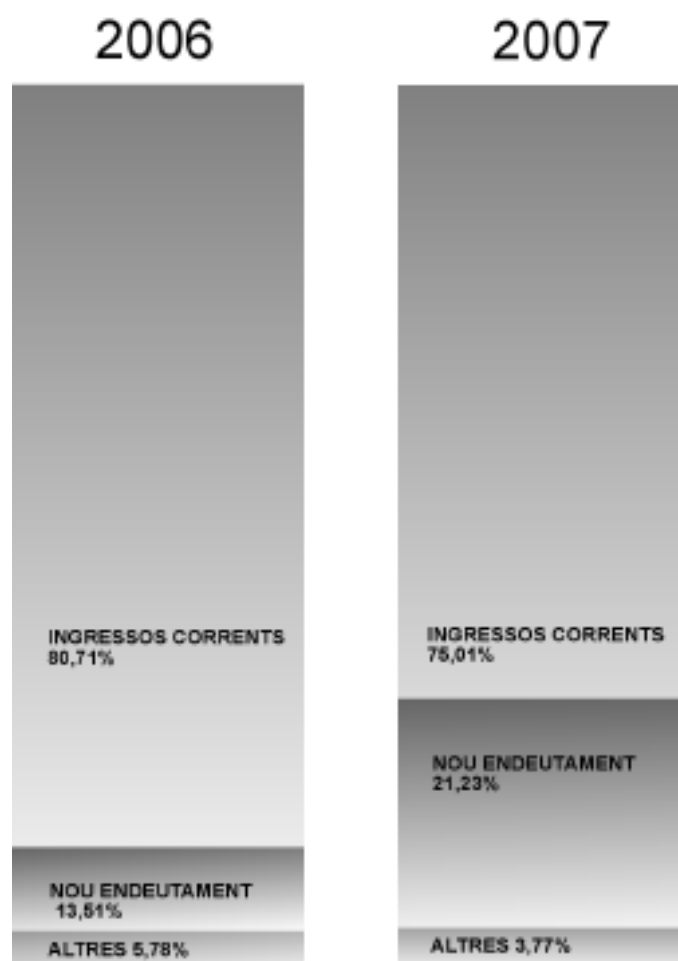 2006
INGRESSOS CORRENTS
80,71%
NOU ENDEUTAMENT
13,51%
ALTRES 5,78%
2007
INGRESSOS CORRENTS
75,01%
NOU ENDEUTAMENT
21,23%
ALTRES 3,77%